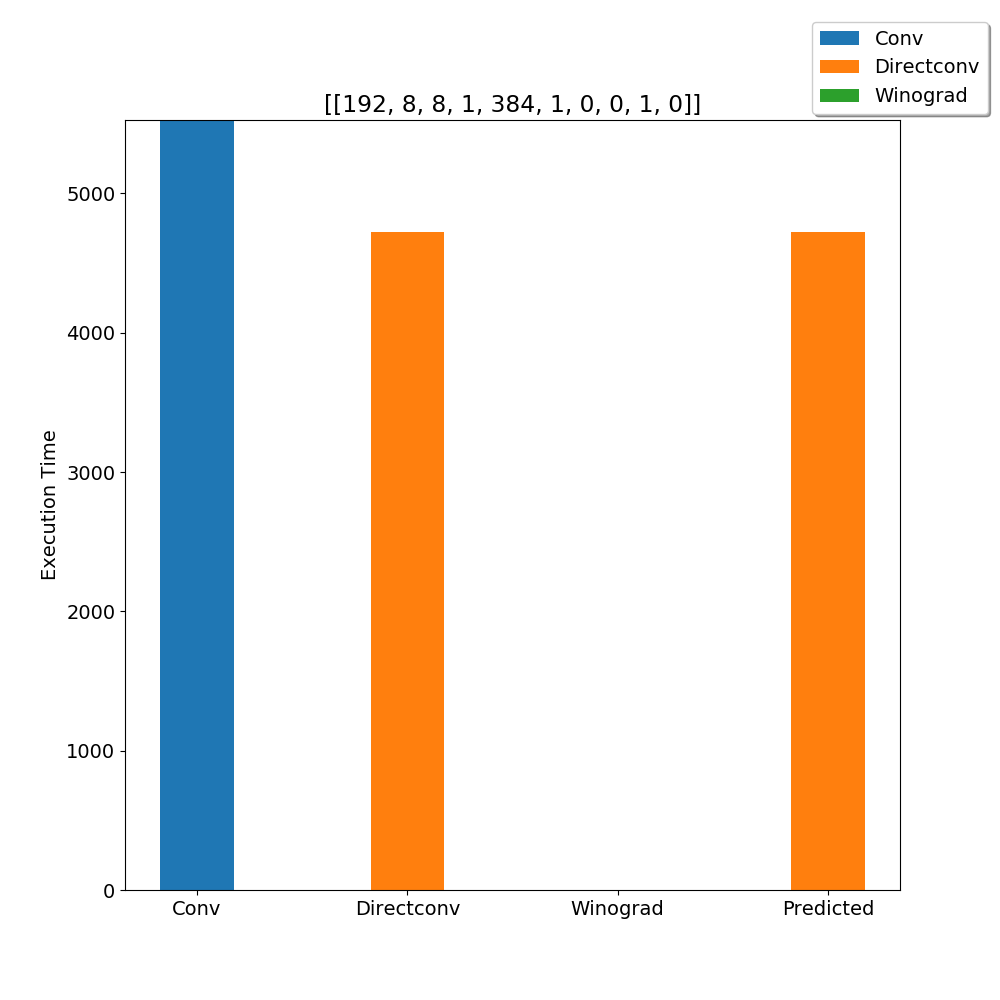 Conv
Directconv
Winograd
[[192, 8, 8, 1, 384, 1, 0, 0, 1, 0]]
5000
4000
3000
2000
1000
0
Execution Time
Conv Directconv Winograd Predicted